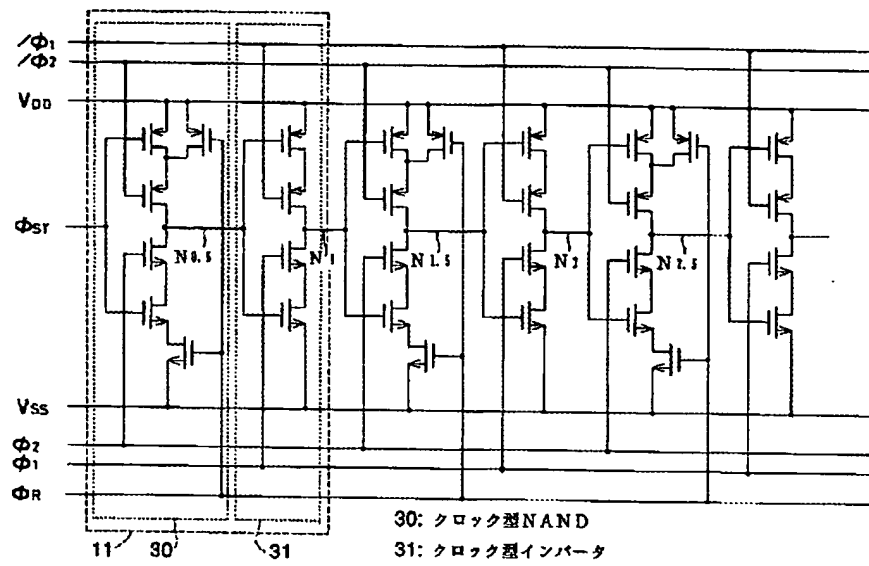 /Φ1
/Φ2
VDD
ΦST
N0.5
N1
N1.5
N2
N2.5
VSS
Φ2
Φ1
ΦR
11
30
31
30: クロック型NAND
31: クロック型インバータ